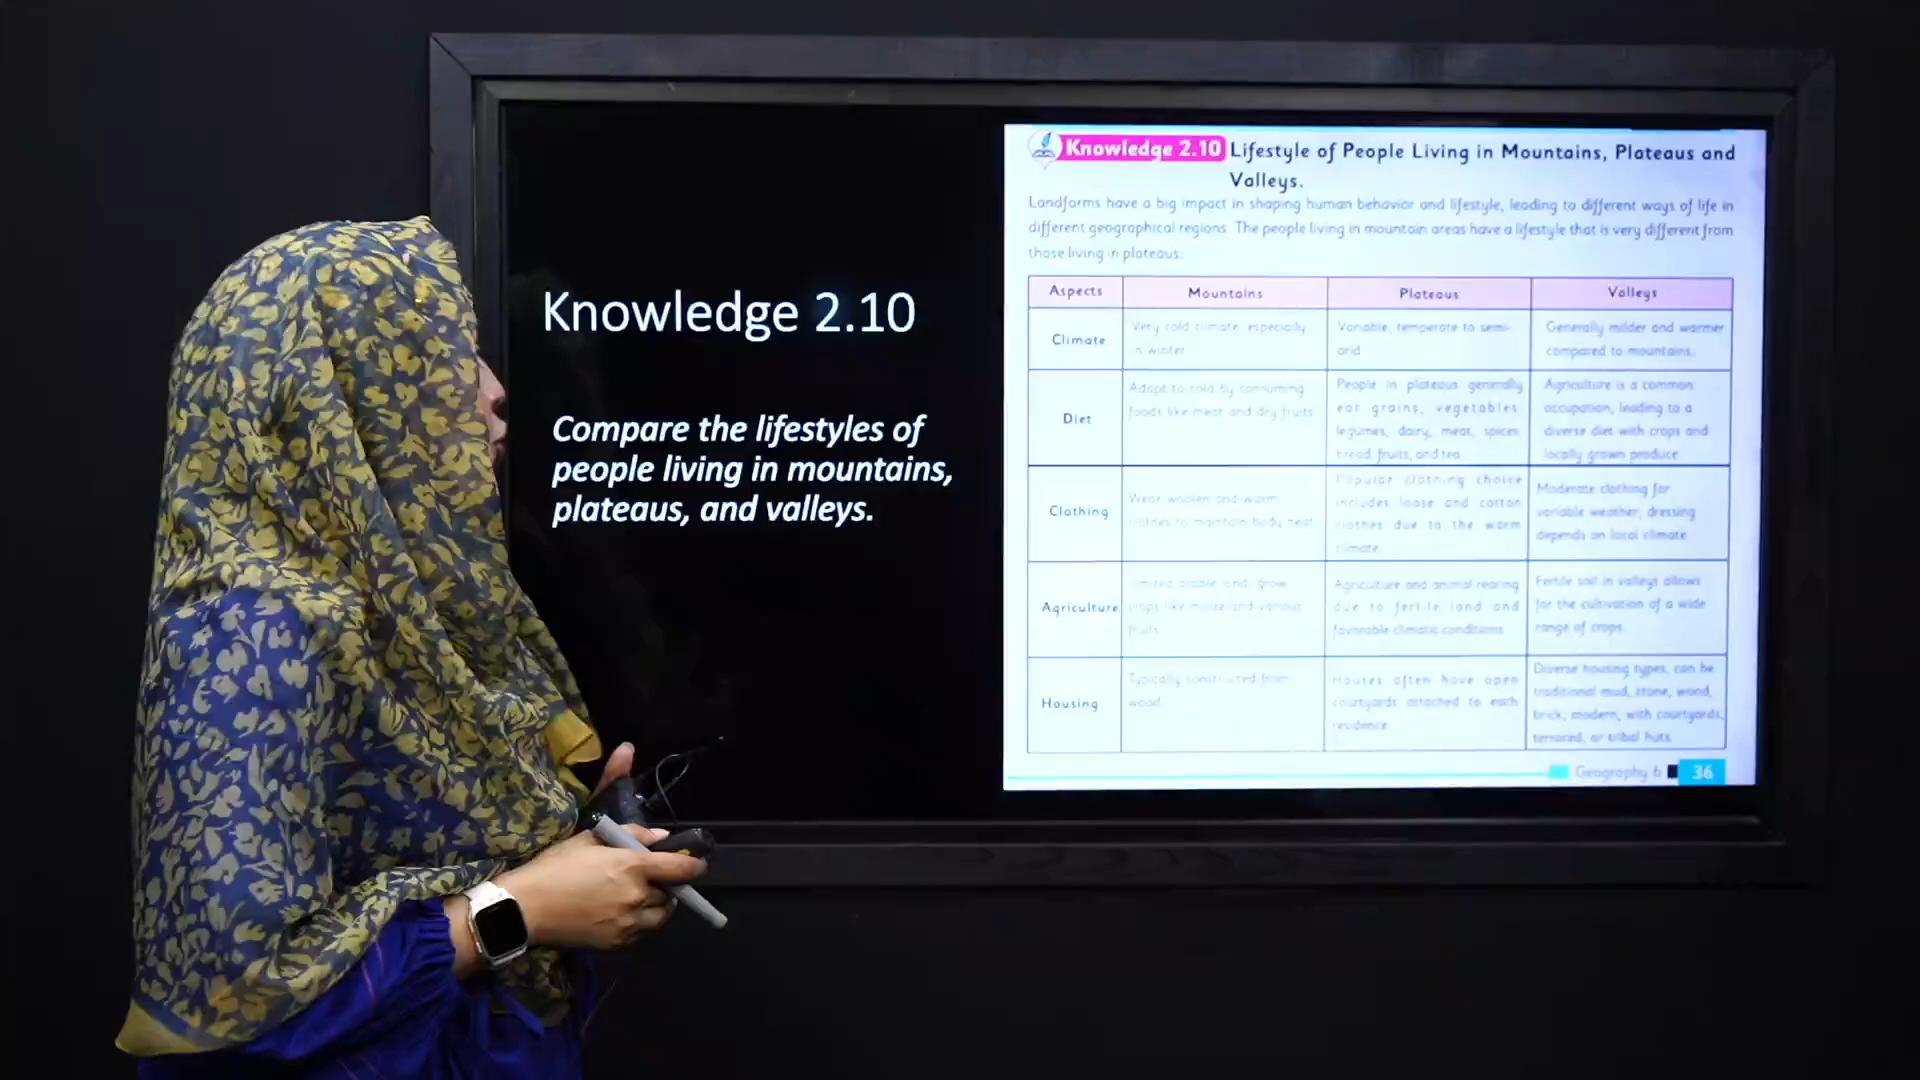 Knowledge 2.10
Compare the lifestyles of
people living in mountains,
plateaus, and valleys.
Knowledge 2.10 Lifestyle of People Living in Mountains, Plateaus and
Valleys.
Landforms have a big impact in shaping human behavior and lifestyle, leading to different ways of life in
different geographical regions. The people living in mountain areas have a lifestyle that is very different from
those living in plateaus.
Aspects Mountains Plateaus Valleys
Climate
Very cold climate, especially
in winter.
Variable, temperate to semi-
arid
Generally milder and warmer
compared to mountains.
Diet
Adapt to cold by consuming
foods like meat and dry fruits
People in plateaus generally
eat grains, vegetables,
legumes, dairy, meat, spices,
bread, fruits, and tea.
Agriculture is a common
occupation, leading to a
diverse diet with crops and
locally grown produce.
Clothing
Wear woolen and warm
clothes to maintain body heat
Popular clothing choice
includes loose and cotton
clothes due to the warm
climate.
Moderate clothing for
variable weather; dressing
depends on local climate.
Agriculture
Limited arable land; grow
crops like maize and various
fruits.
Agriculture and animal rearing
due to fertile land and
favorable climatic conditions.
Fertile soil in valleys allows
for the cultivation of a wide
range of crops.
Housing
Typically constructed from
wood.
Houses often have open
courtyards attached to each
residence.
Diverse housing types, can be
traditional mud, stone, wood,
brick, modern, with courtyards,
terraced, or tribal huts.
Geography 6 36